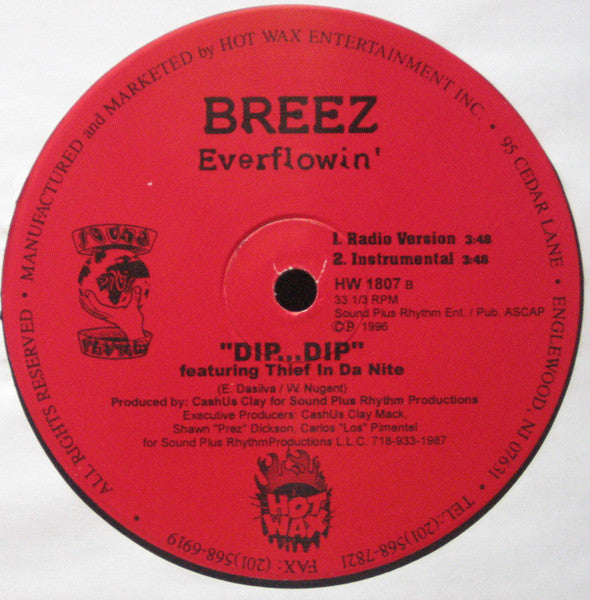 ALL RIGHTS RESERVED • MANUFACTURED and MARKETED by HOT WAX ENTERTAINMENT INC • 95 CEDAR LANE • ENGLEWOOD, NJ 07631 • TEL:(201)568-7821 FAX: (201)568-6919 •
BREEZ
Everflowin'
1. Radio Version 3:48
2. Instrumental 3:48
HW 1807 B
33 1/3 RPM
Sound Plus Rhythm Ent. / Pub. ASCAP
©℗ 1996
"DIP...DIP"
featuring Thief In Da Nite
(E. Dasilva / W. Nugent)
Produced by: CashUs Clay for Sound Plus Rhythm Productions
Executive Producers: CashUs Clay Mack,
Shawn "Prez" Dickson, Carlos "Los" Pimentel
for Sound Plus RhythmProductions L.L.C. 718-933-1987
HOT
WAX